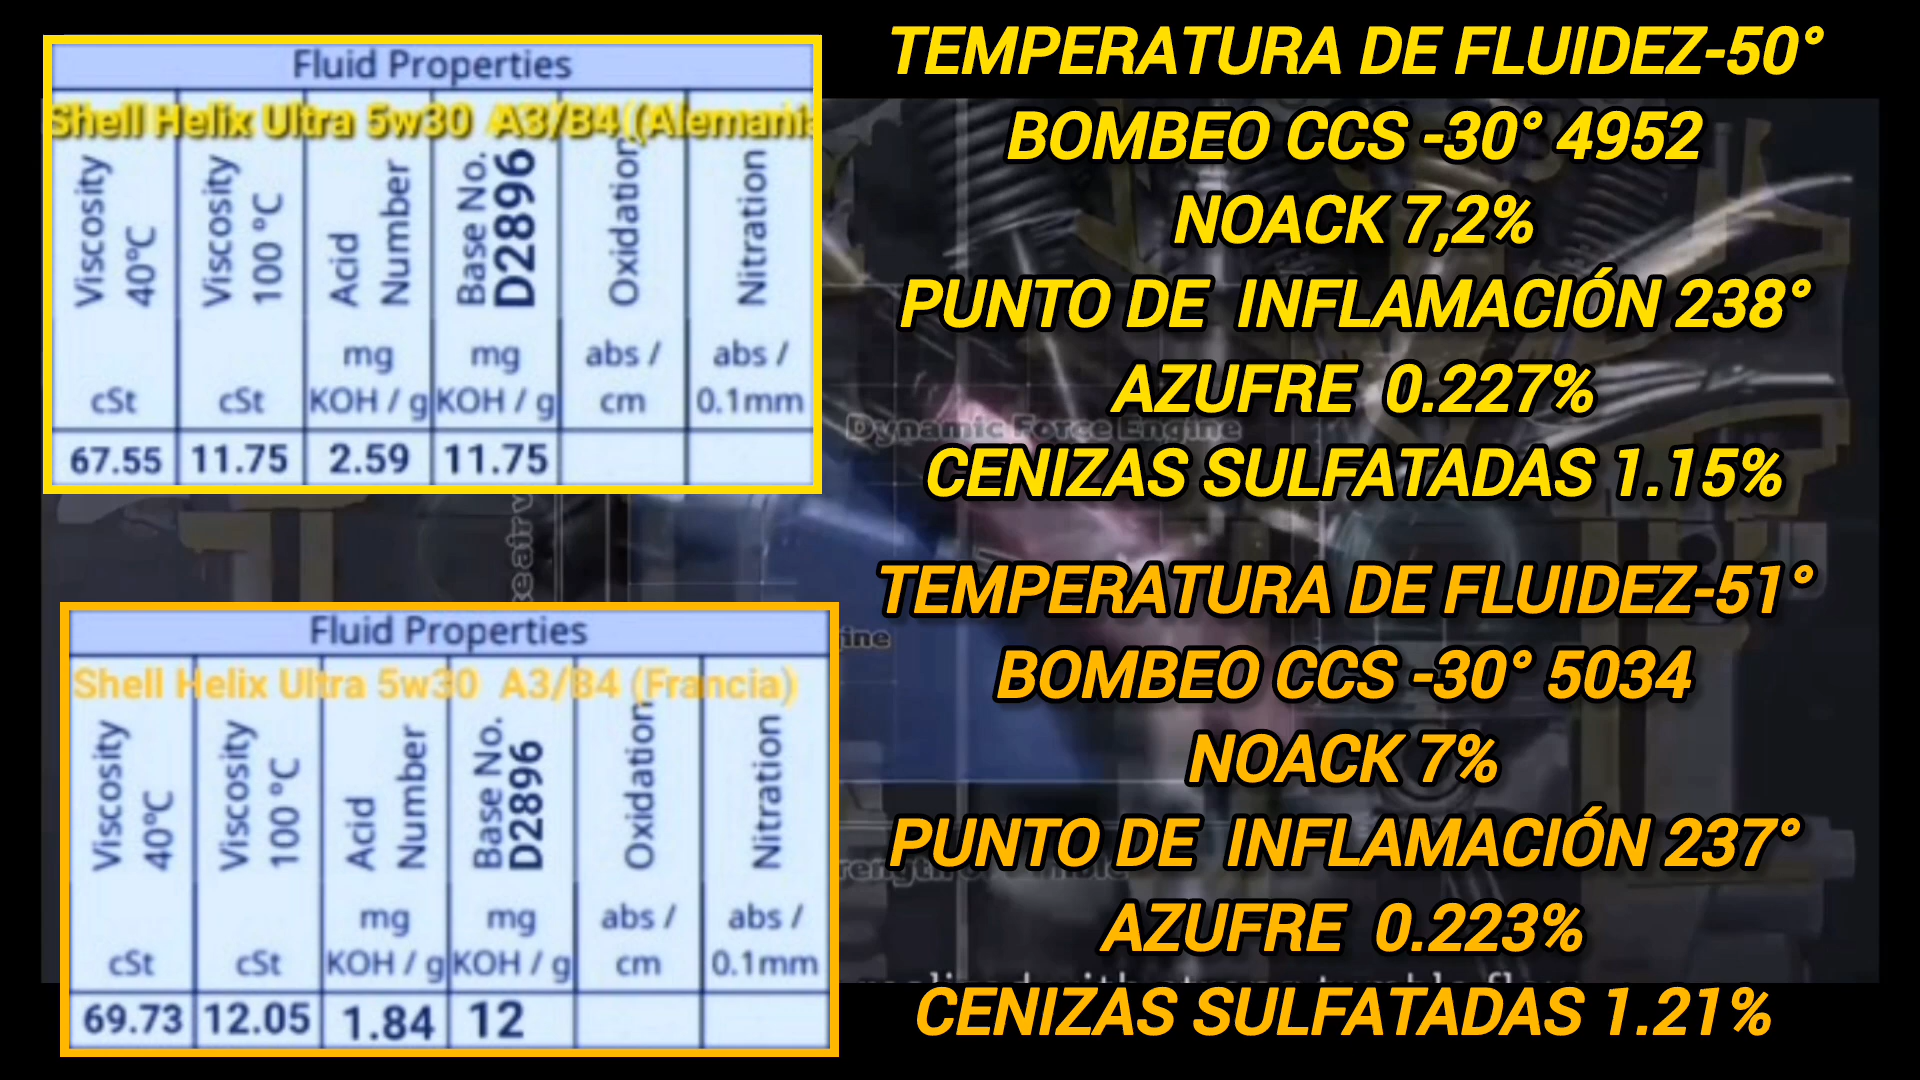 Fluid Properties
Shell Helix Ultra 5w30 A3/B4 (Alemania
Viscosity 40°C
Viscosity 100 °C
Acid Number
Base No. D2896
Oxidation
Nitration
cSt
cSt
mg KOH / g
mg KOH / g
abs / cm
abs / 0.1mm
67.55 11.75 2.59 11.75
TEMPERATURA DE FLUIDEZ-50°
BOMBEO CCS -30° 4952
NOACK 7,2%
PUNTO DE INFLAMACIÓN 238°
AZUFRE 0.227%
CENIZAS SULFATADAS 1.15%
Dynamic Force Engine
Fluid Properties
Shell Helix Ultra 5w30 A3/B4 (Francia)
Viscosity 40°C
Viscosity 100 °C
Acid Number
Base No. D2896
Oxidation
Nitration
cSt
cSt
mg KOH / g
mg KOH / g
abs / cm
abs / 0.1mm
69.73 12.05 1.84 12
TEMPERATURA DE FLUIDEZ-51°
BOMBEO CCS -30° 5034
NOACK 7%
PUNTO DE INFLAMACIÓN 237°
AZUFRE 0.223%
CENIZAS SULFATADAS 1.21%